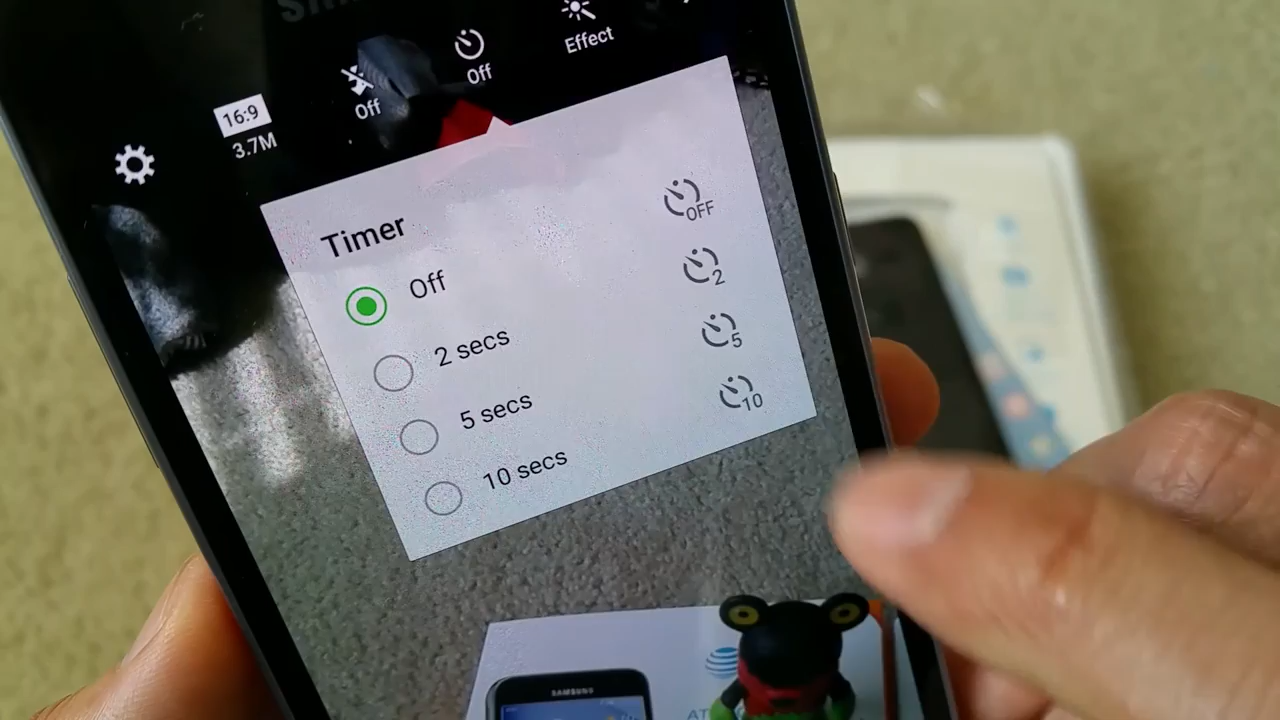 Effect
Off
Off
16:9
3.7M
Timer
Off
OFF
2 secs
2
5 secs
5
10 secs
10
SAMSUNG